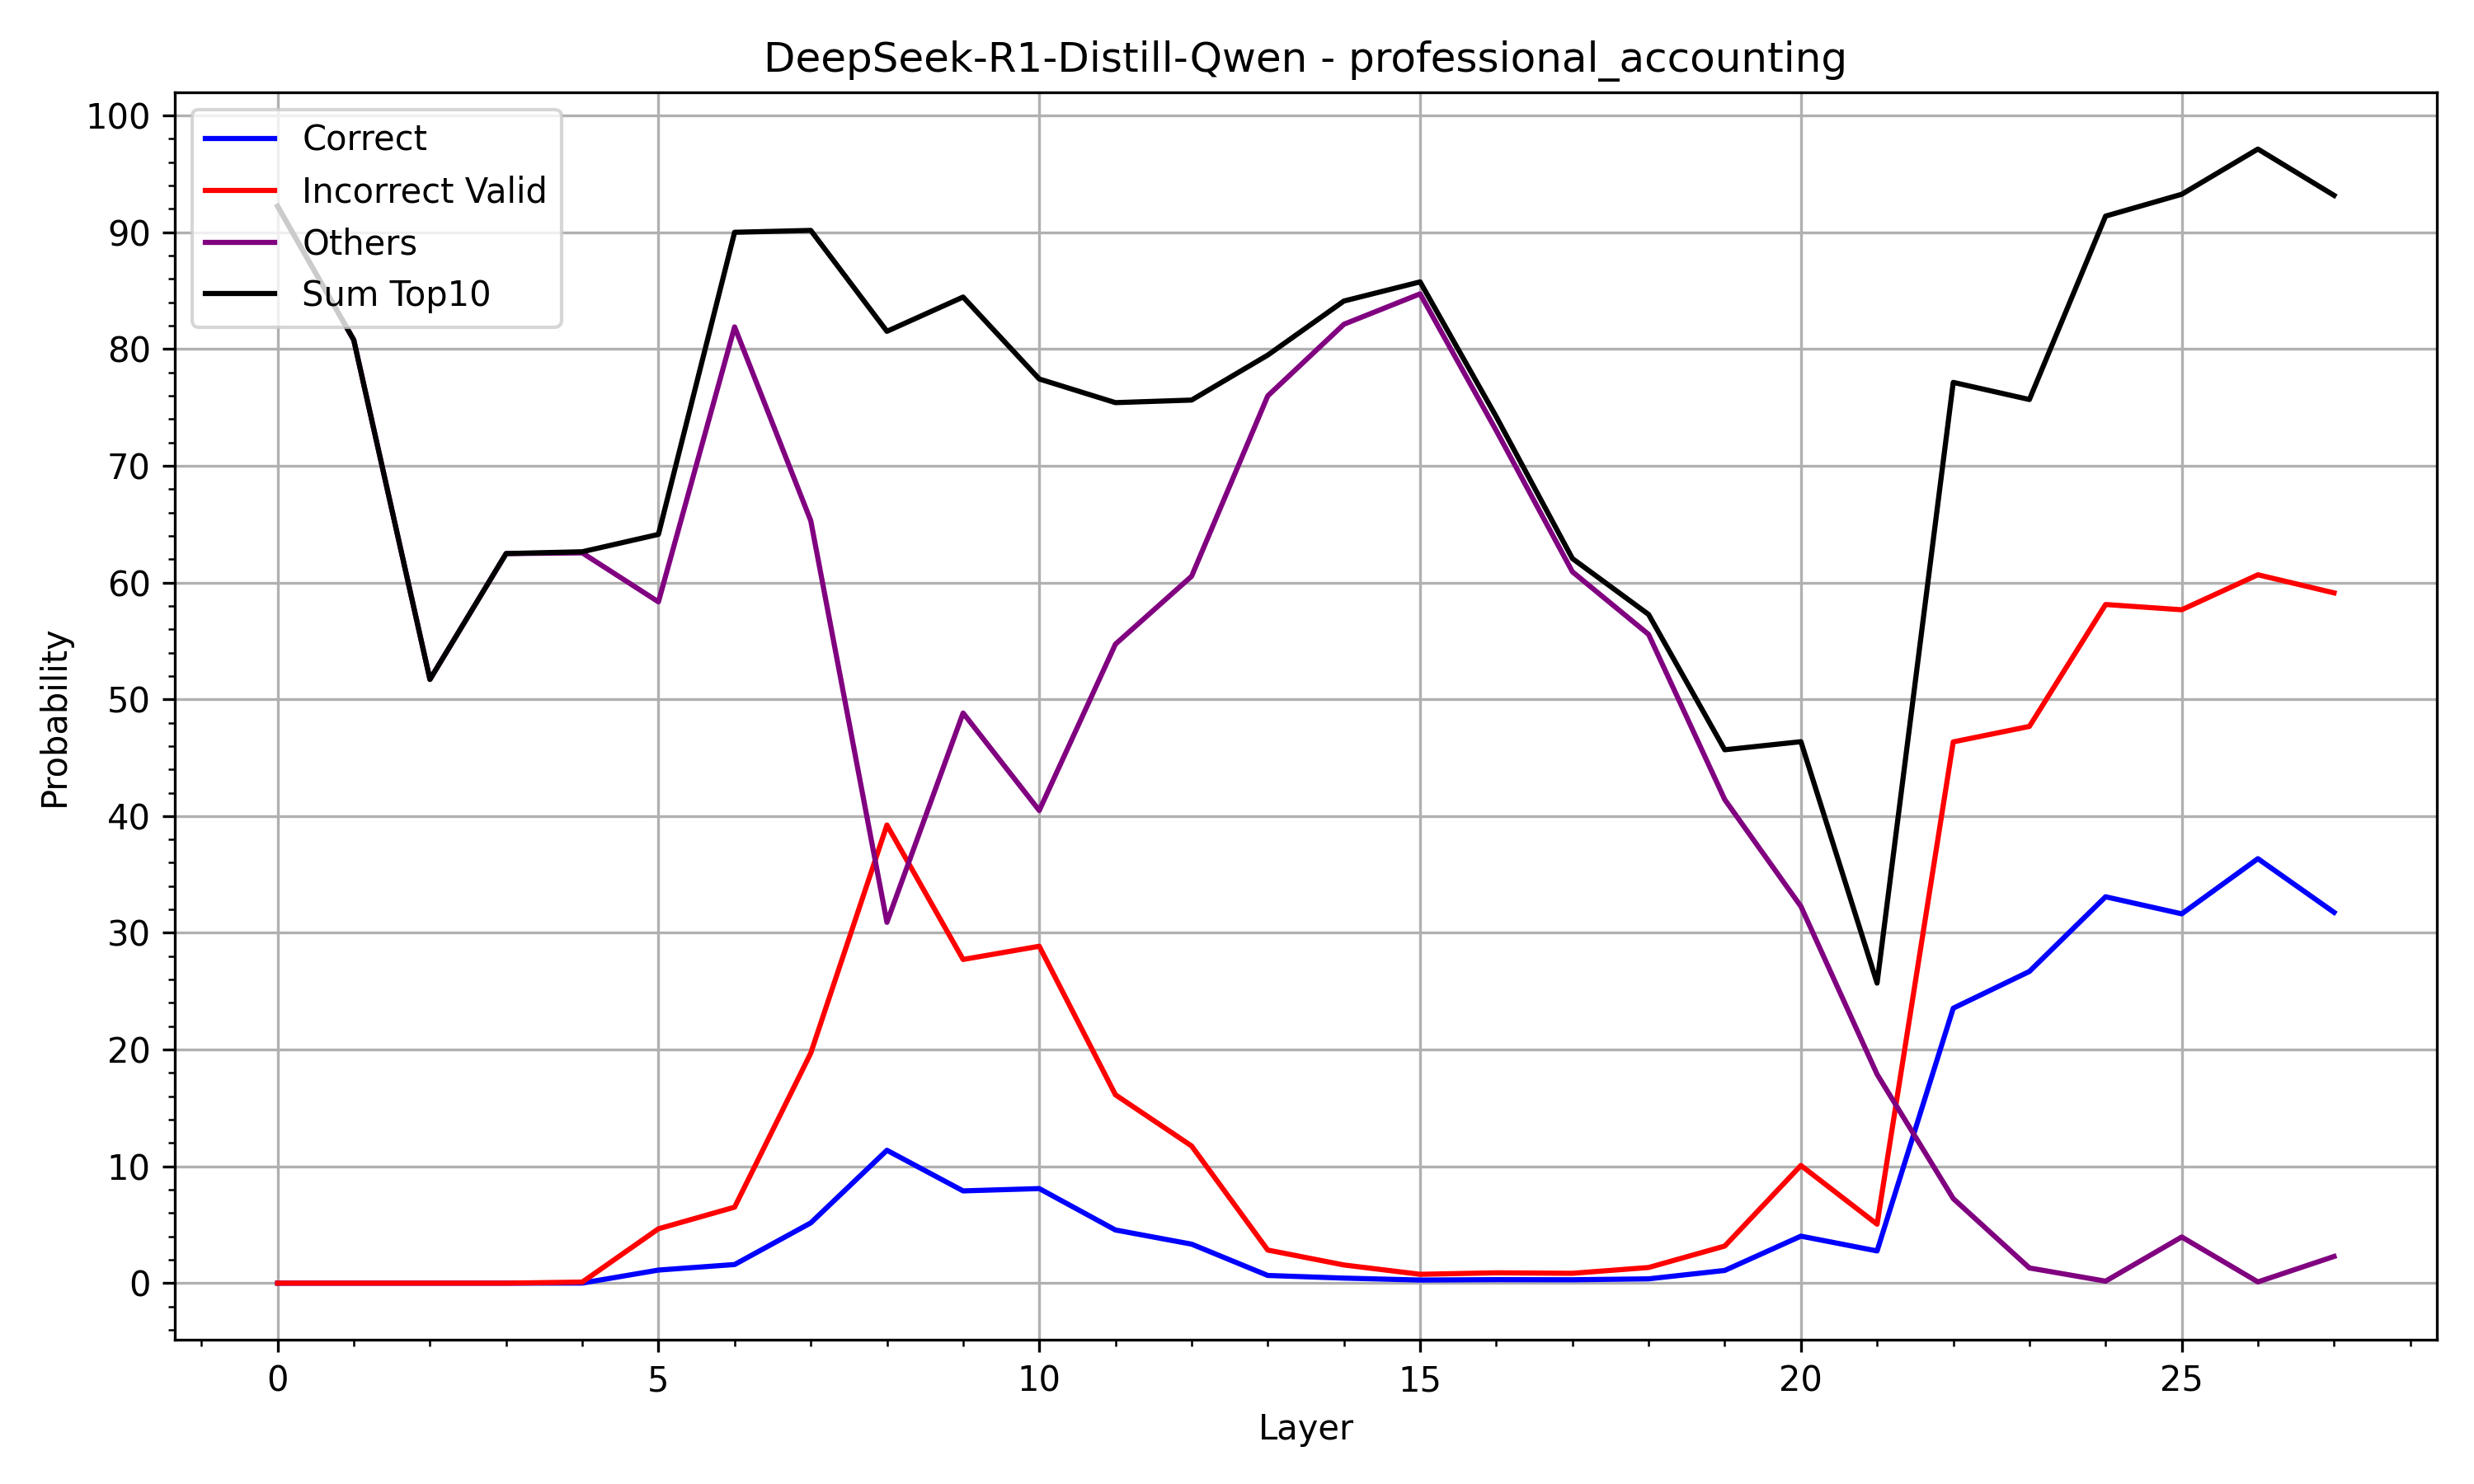 DeepSeek-R1-Distill-Qwen - professional_accounting
Correct
Incorrect Valid
Others
Sum Top10
100
90
80
70
60
50
40
30
20
10
0
Probability
0 5 10 15 20 25
Layer